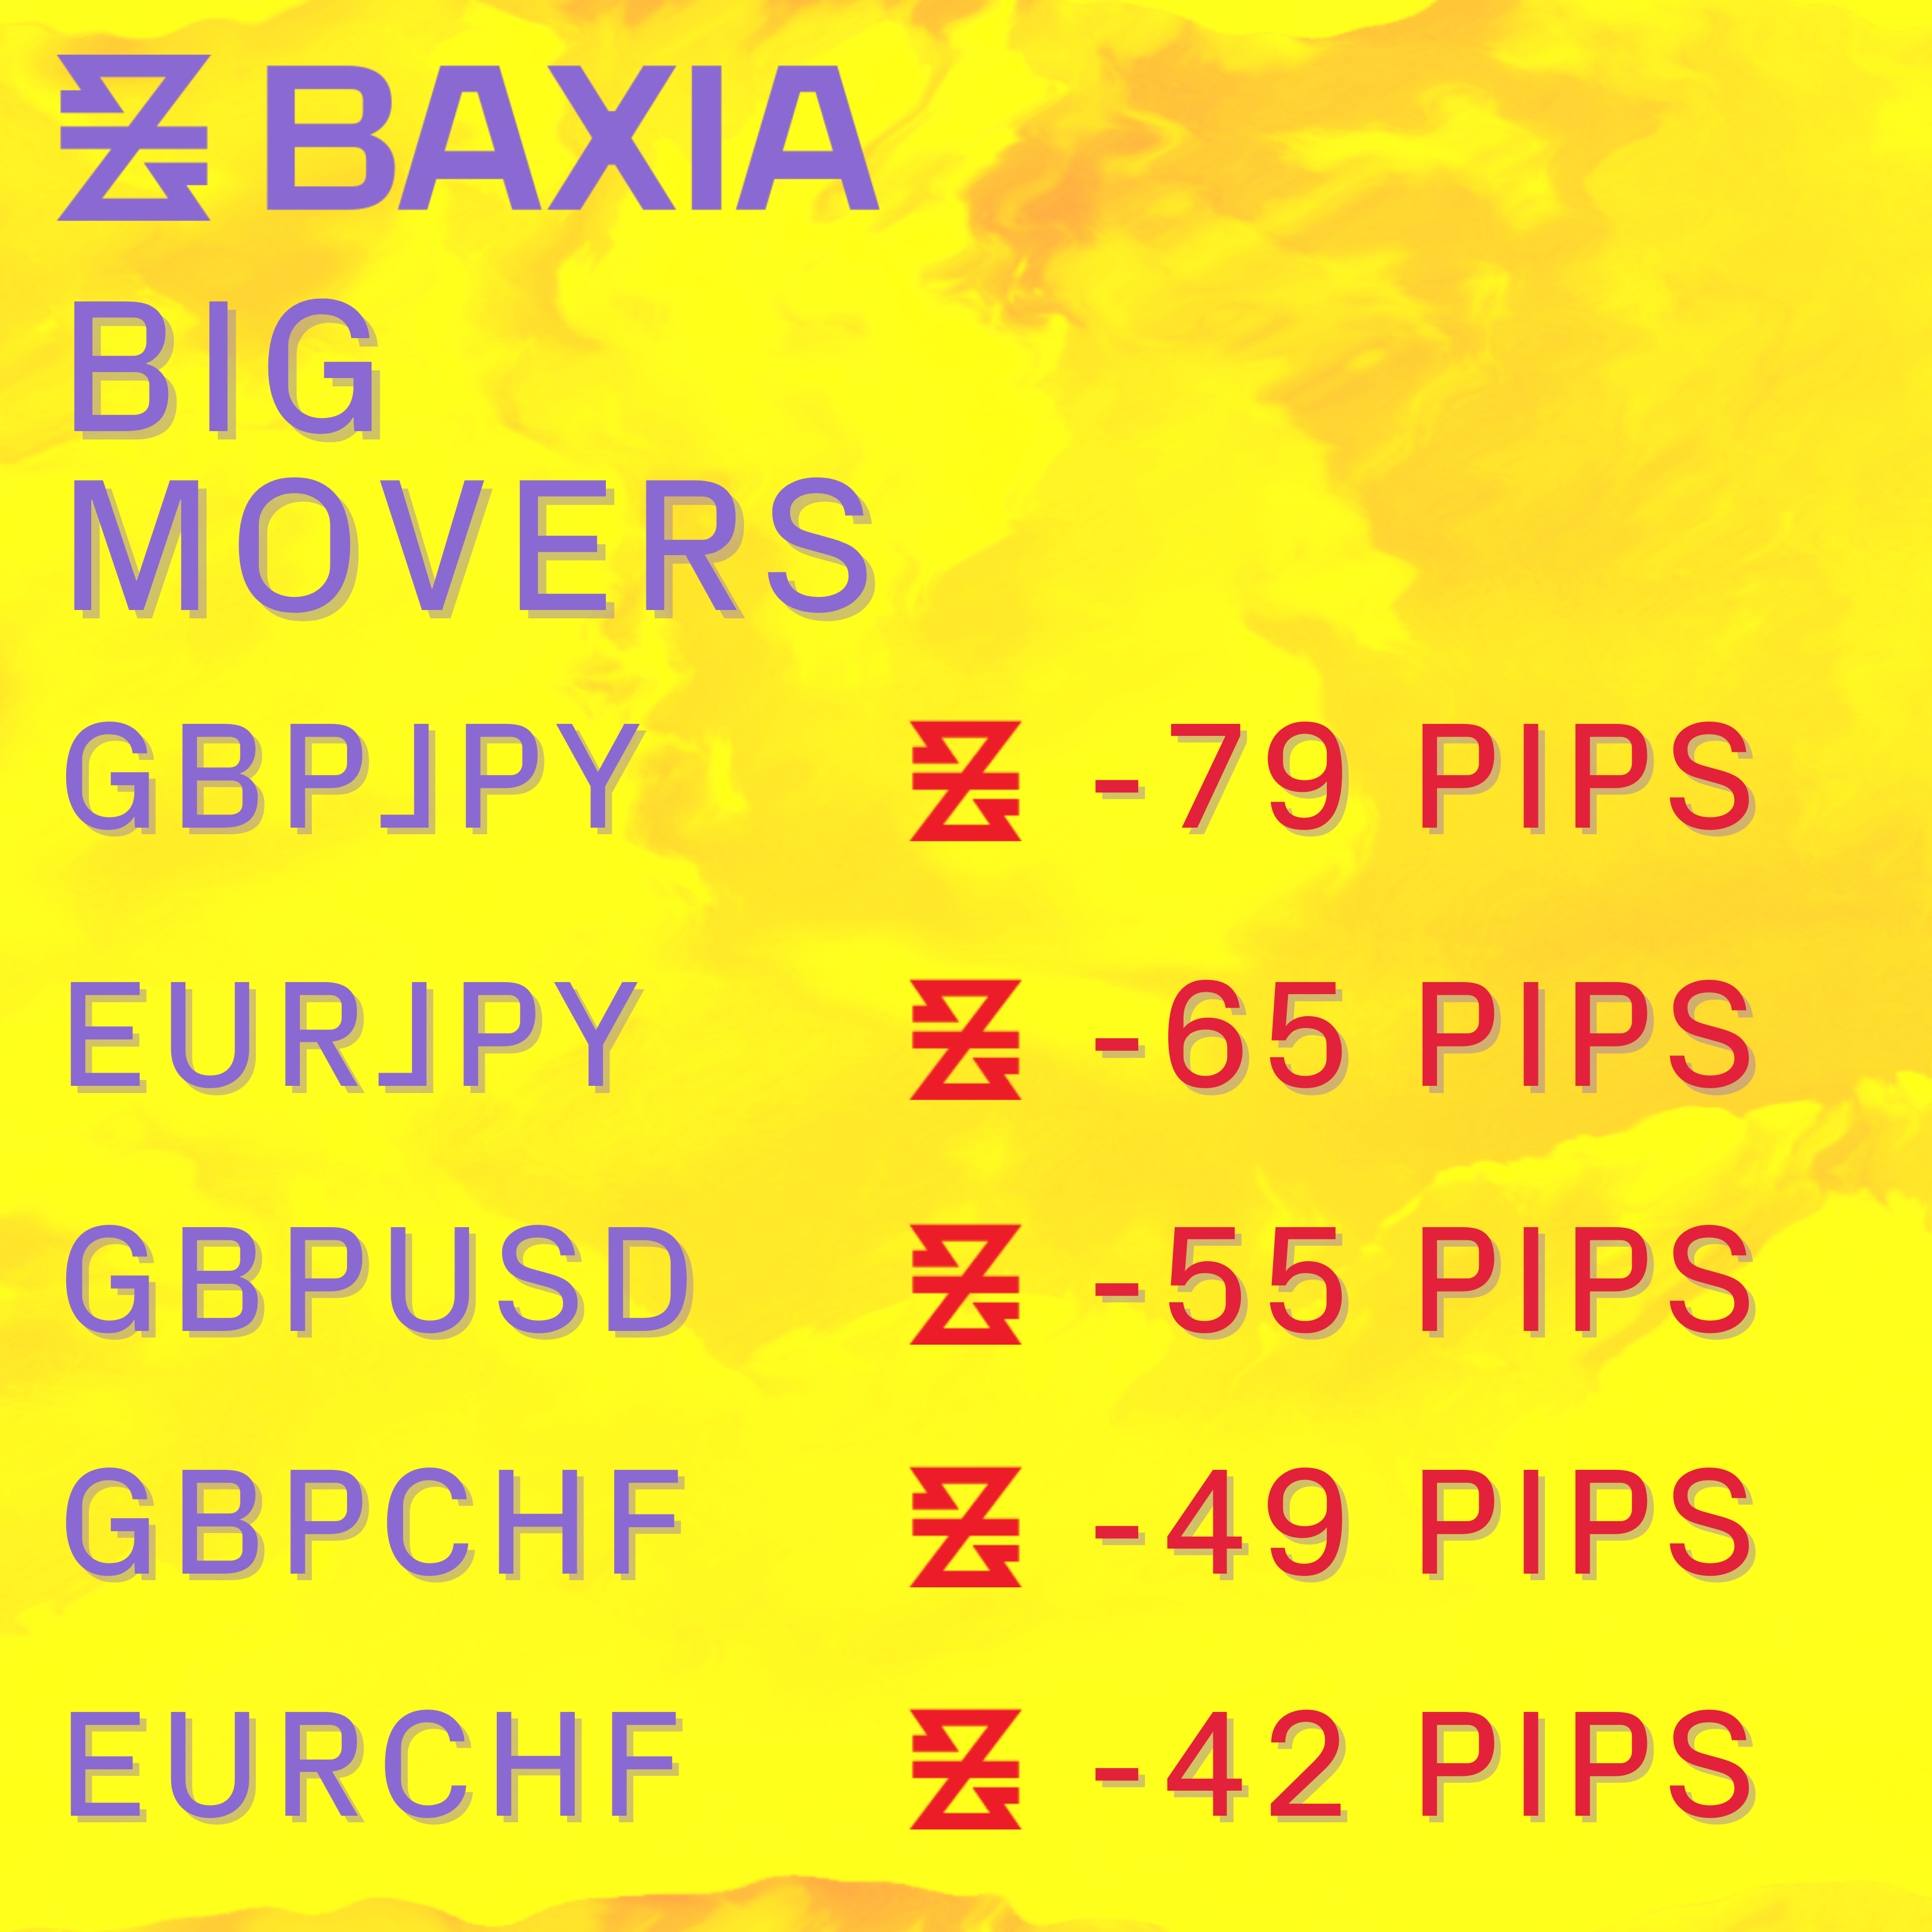 BAXIA
BIG
MOVERS
GBPJPY -79 PIPS
EURJPY -65 PIPS
GBPUSD -55 PIPS
GBPCHF -49 PIPS
EURCHF -42 PIPS